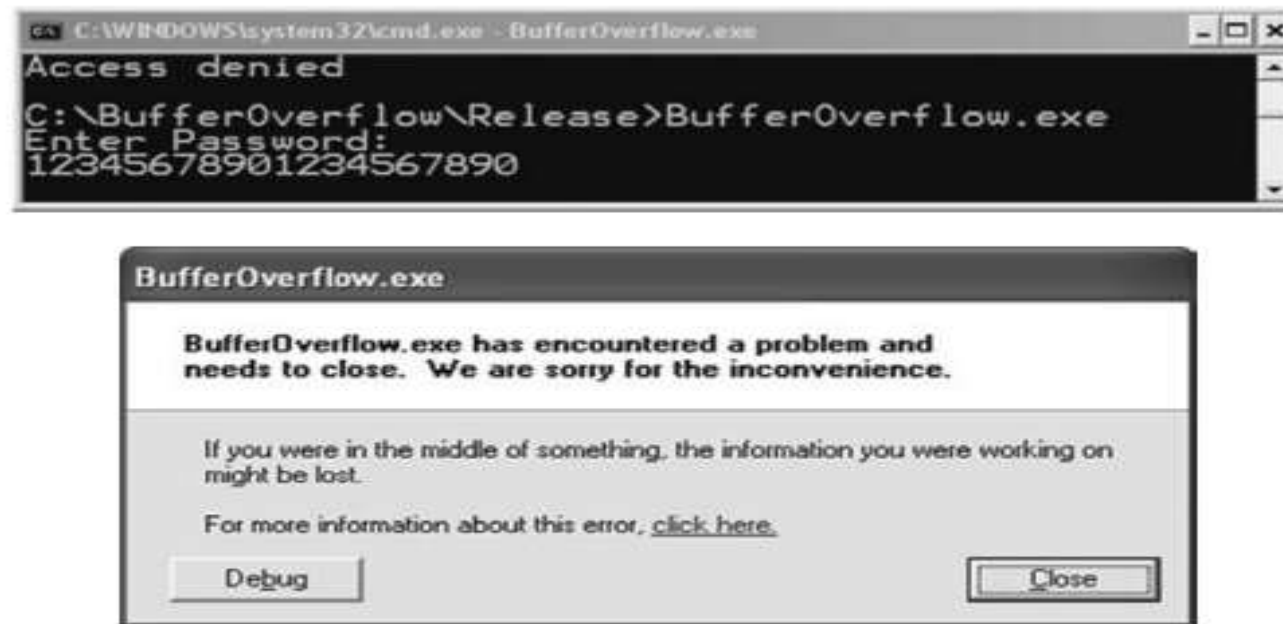 C:\WINDOWS\system32\cmd.exe - BufferOverflow.exe
Access denied
C:\BufferOverflow\Release>BufferOverflow.exe
Enter Password:
12345678901234567890
BufferOverflow.exe
BufferOverflow.exe has encountered a problem and
needs to close. We are sorry for the inconvenience.
If you were in the middle of something, the information you were working on
might be lost.
For more information about this error, click here.
Debug
Close